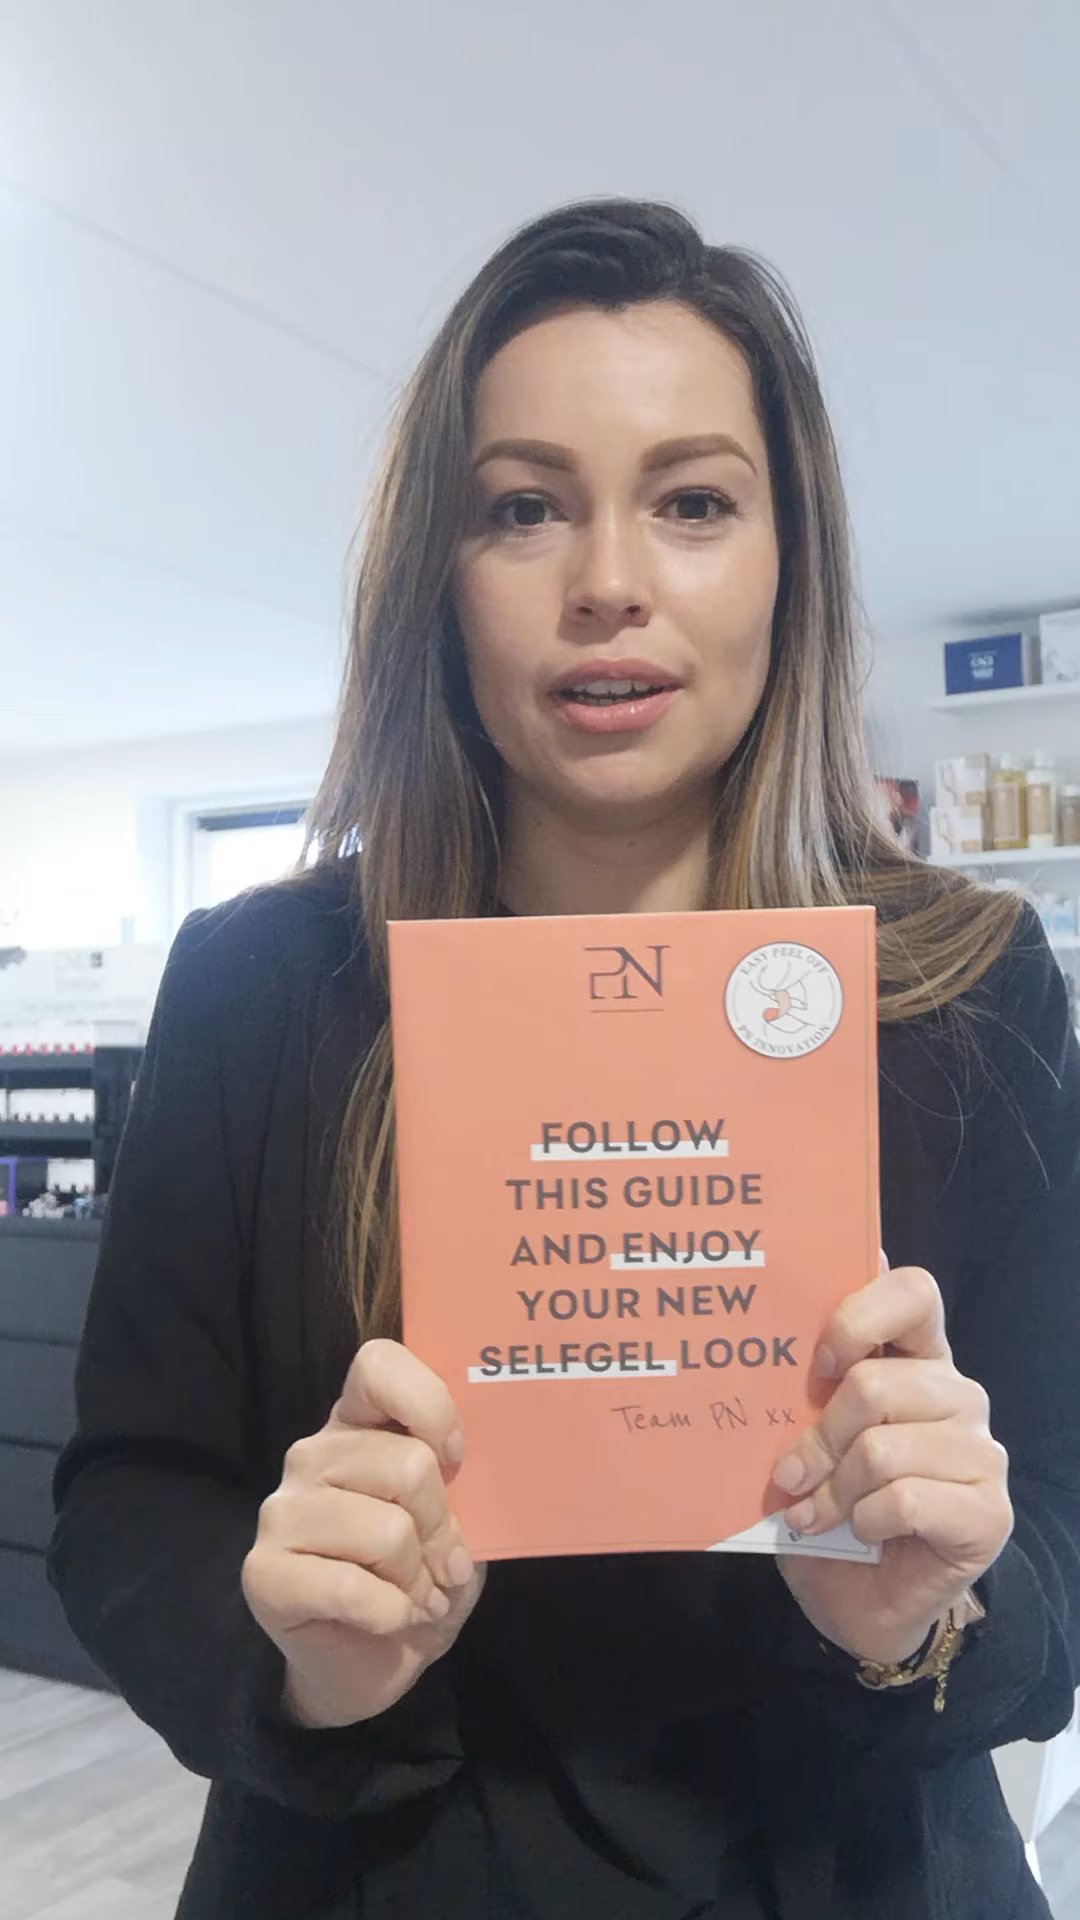 PN
EASY PEEL OFF
PN INNOVATION
FOLLOW
THIS GUIDE
AND ENJOY
YOUR NEW
SELFGEL LOOK
Team PN xx